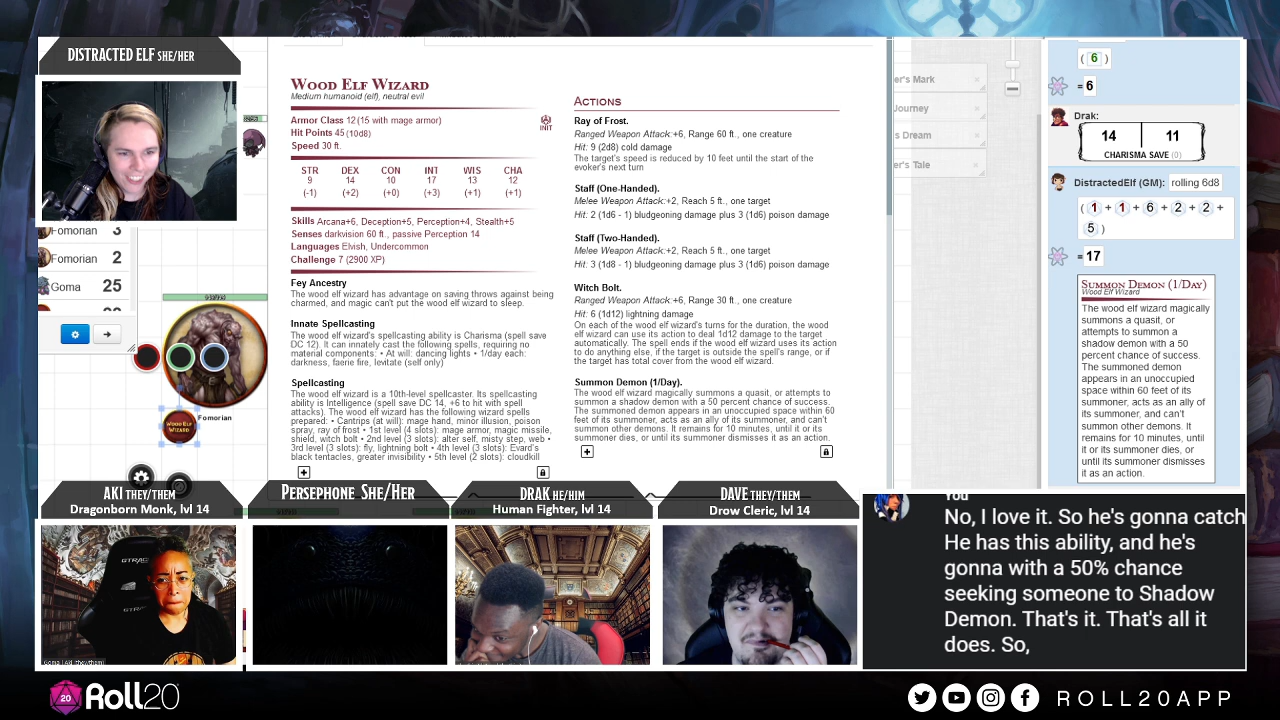 DISTRACTED ELF SHE/HER
Fomorian 3
Fomorian 2
Goma 25
Fomorian
WOOD ELF
WIZARD
WOOD ELF WIZARD
Medium humanoid (elf), neutral evil
Armor Class 12 (15 with mage armor)
Hit Points 45 (10d8)
Speed 30 ft.
INIT
STR DEX CON INT WIS CHA
9 14 10 17 13 12
(-1) (+2) (+0) (+3) (+1) (+1)
Skills Arcana+6, Deception+5, Perception+4, Stealth+5
Senses darkvision 60 ft., passive Perception 14
Languages Elvish, Undercommon
Challenge 7 (2900 XP)
Fey Ancestry
The wood elf wizard has advantage on saving throws against being
charmed, and magic can't put the wood elf wizard to sleep.
Innate Spellcasting
The wood elf wizard's spellcasting ability is Charisma (spell save
DC 12). It can innately cast the following spells, requiring no
material components: • At will: dancing lights • 1/day each:
darkness, faerie fire, levitate (self only)
Spellcasting
The wood elf wizard is a 10th-level spellcaster. Its spellcasting
ability is Intelligence (spell save DC 14, +6 to hit with spell
attacks). The wood elf wizard has the following wizard spells
prepared: • Cantrips (at will): mage hand, minor illusion, poison
spray, ray of frost • 1st level (4 slots): mage armor, magic missile,
shield, witch bolt • 2nd level (3 slots): alter self, misty step, web •
3rd level (3 slots): fly, lightning bolt • 4th level (3 slots): Evard's
black tentacles, greater invisibility • 5th level (2 slots): cloudkill
ACTIONS
Ray of Frost.
Ranged Weapon Attack:+6, Range 60 ft., one creature
Hit: 9 (2d8) cold damage
The target's speed is reduced by 10 feet until the start of the
evoker's next turn
Staff (One-Handed).
Melee Weapon Attack:+2, Reach 5 ft., one target
Hit: 2 (1d6 - 1) bludgeoning damage plus 3 (1d6) poison damage
Staff (Two-Handed).
Melee Weapon Attack:+2, Reach 5 ft., one target
Hit: 3 (1d8 - 1) bludgeoning damage plus 3 (1d6) poison damage
Witch Bolt.
Ranged Weapon Attack:+6, Range 30 ft., one creature
Hit: 6 (1d12) lightning damage
On each of the wood elf wizard's turns for the duration, the wood
elf wizard can use its action to deal 1d12 damage to the target
automatically. The spell ends if the wood elf wizard uses its action
to do anything else, if the target is outside the spell's range, or if
the target has total cover from the wood elf wizard.
Summon Demon (1/Day).
The wood elf wizard magically summons a quasit, or attempts to
summon a shadow demon with a 50 percent chance of success.
The summoned demon appears in an unoccupied space within 60
feet of its summoner, acts as an ally of its summoner, and can't
summon other demons. It remains for 10 minutes, until it or its
summoner dies, or until its summoner dismisses it as an action.
er's Mark
Journey
's Dream
er's Tale
( 6 )
= 6
Drak:
14 11
CHARISMA SAVE (0)
DistractedElf (GM): rolling 6d8
( 1 + 1 + 6 + 2 + 2 +
5 )
= 17
SUMMON DEMON (1/DAY)
Wood Elf Wizard
The wood elf wizard magically
summons a quasit, or
attempts to summon a
shadow demon with a 50
percent chance of success.
The summoned demon
appears in an unoccupied
space within 60 feet of its
summoner, acts as an ally of
its summoner, and can't
summon other demons. It
remains for 10 minutes, until
it or its summoner dies, or
until its summoner dismisses
it as an action.
AKI THEY/THEM
Dragonborn Monk, lvl 14
PERSEPHONE SHE/HER
DRAK HE/HIM
Human Fighter, lvl 14
DAVE THEY/THEM
Drow Cleric, lvl 14
GTRAC
Goma | Aki (they/them)
You
No, I love it. So he's gonna catch
He has this ability, and he's
gonna with a 50% chance
seeking someone to Shadow
Demon. That's it. That's all it
does. So,
20 Roll20
ROLL20APP